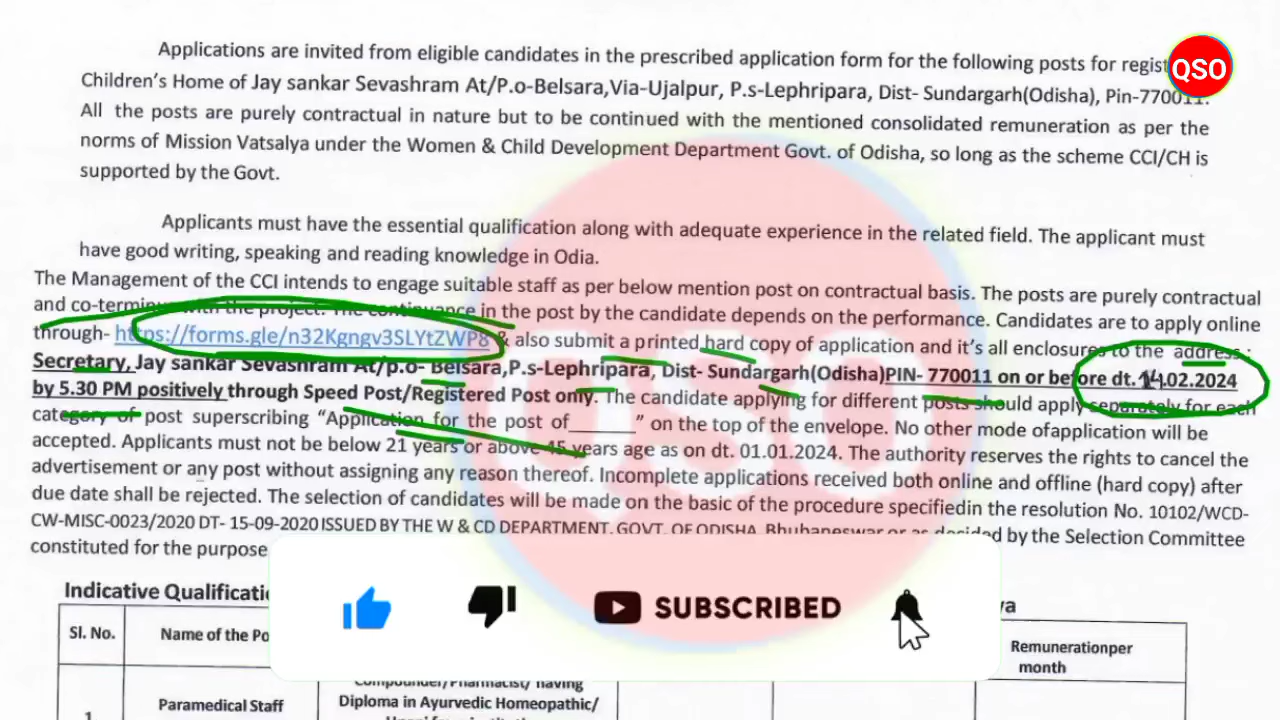 Applications are invited from eligible candidates in the prescribed application form for the following posts for
QSO
Children's Home of Jay sankar Sevashram At/P.o-Belsara,Via-Ujalpur, P.s-Lephripara, Dist- Sundargarh(Odisha), Pin-770011.
All the posts are purely contractual in nature but to be continued with the mentioned consolidated remuneration as per the
norms of Mission Vatsalya under the Women & Child Development Department Govt. of Odisha, so long as the scheme CCI/CH is
supported by the Govt.
Applicants must have the essential qualification along with adequate experience in the related field. The applicant must
have good writing, speaking and reading knowledge in Odia.
The Management of the CCI intends to engage suitable staff as per below mention post on contractual basis. The posts are purely contractual
and co-terminus with the project. The continuance in the post by the candidate depends on the performance. Candidates are to apply online
through- https://forms.gle/n32Kgngv3SLYtZWP8 & also submit a printed hard copy of application and it's all enclosures to the address :
Secretary, Jay sankar Sevashram At/p.o- Belsara,P.s-Lephripara, Dist- Sundargarh(Odisha)PIN- 770011 on or before dt. 14.02.2024
by 5.30 PM positively through Speed Post/Registered Post only. The candidate applying for different posts should apply separately for each
category of post superscribing "Application for the post of______" on the top of the envelope. No other mode ofapplication will be
accepted. Applicants must not be below 21 years or above 45 years age as on dt. 01.01.2024. The authority reserves the rights to cancel the
advertisement or any post without assigning any reason thereof. Incomplete applications received both online and offline (hard copy) after
due date shall be rejected. The selection of candidates will be made on the basic of the procedure specifiedin the resolution No. 10102/WCD-
CW-MISC-0023/2020 DT- 15-09-2020 ISSUED BY THE W & CD DEPARTMENT, GOVT. OF ODISHA, Bhubaneswar or as decided by the Selection Committee
constituted for the purpose
Indicative
SUBSCRIBED
Sl. No.
Name of the
Remunerationper
month
Compounder/Pharmacist/ having
Paramedical Staff
Diploma in Ayurvedic Homeopathic/
1
QSO